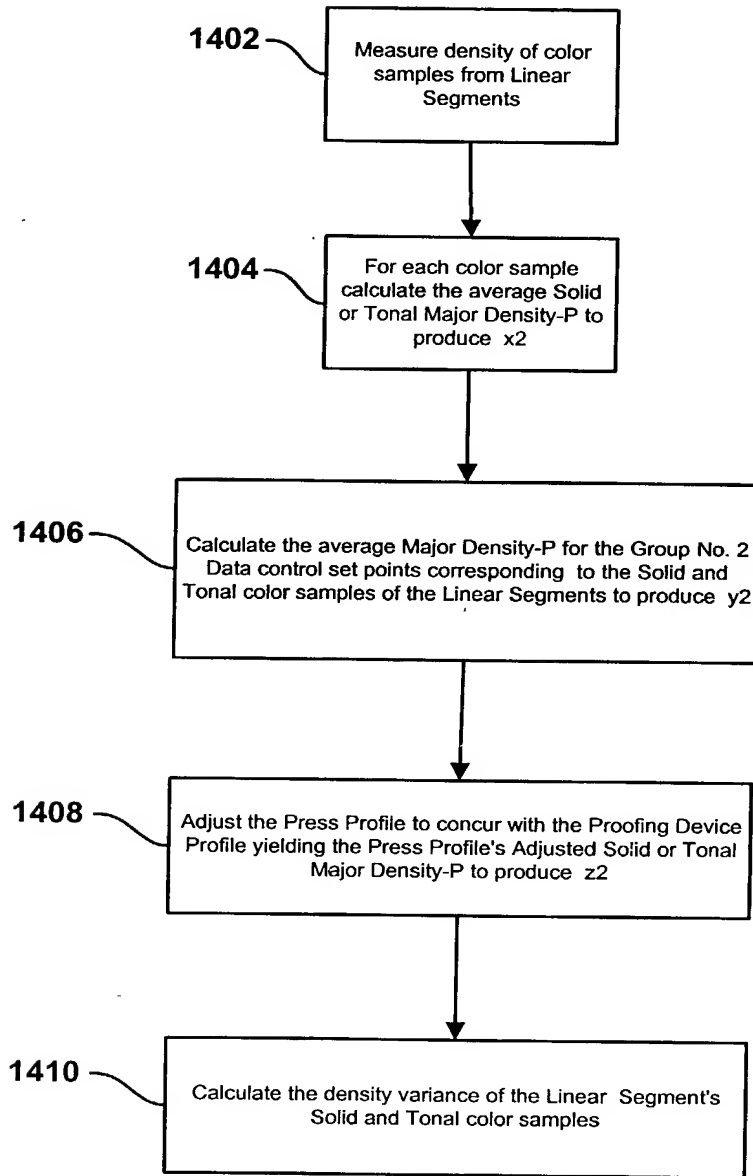 1402
Measure density of color
samples from Linear
Segments
1404
For each color sample
calculate the average Solid
or Tonal Major Density-P to
produce x2
1406
Calculate the average Major Density-P for the Group No. 2
Data control set points corresponding to the Solid and
Tonal color samples of the Linear Segments to produce y2
1408
Adjust the Press Profile to concur with the Proofing Device
Profile yielding the Press Profile's Adjusted Solid or Tonal
Major Density-P to produce z2
1410
Calculate the density variance of the Linear Segment's
Solid and Tonal color samples